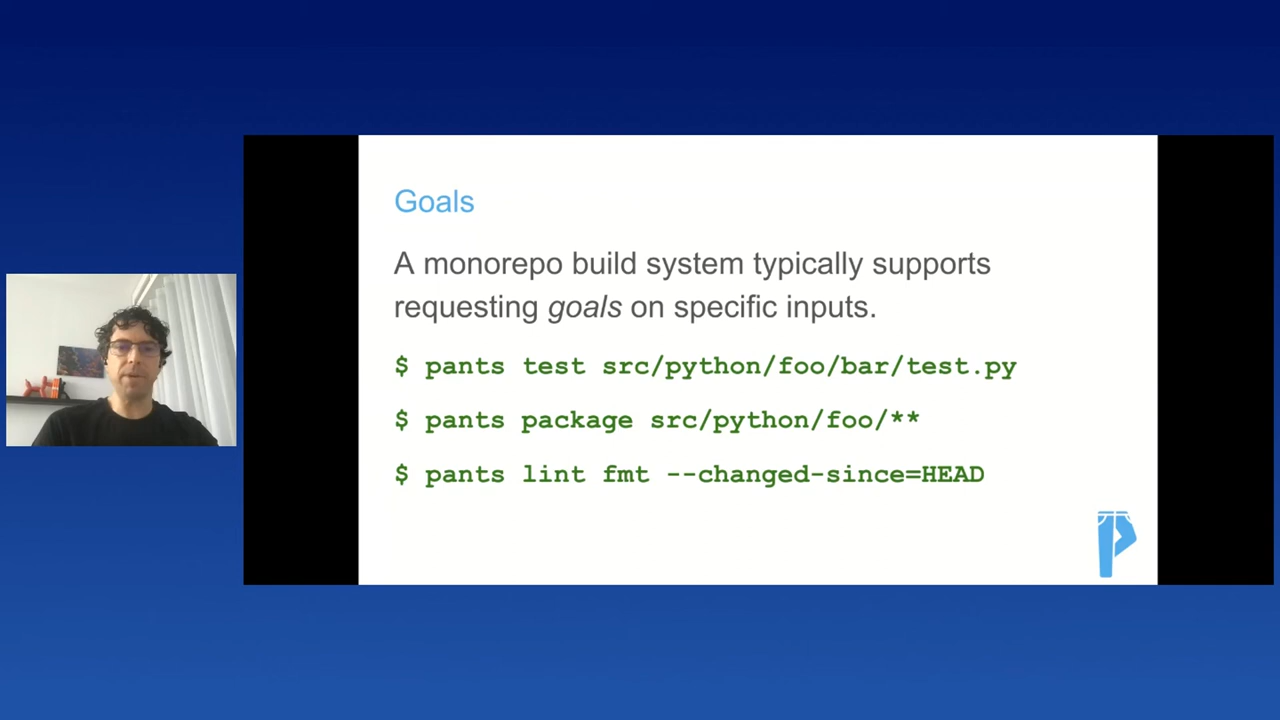 Goals
A monorepo build system typically supports
requesting goals on specific inputs.
$ pants test src/python/foo/bar/test.py
$ pants package src/python/foo/**
$ pants lint fmt --changed-since=HEAD